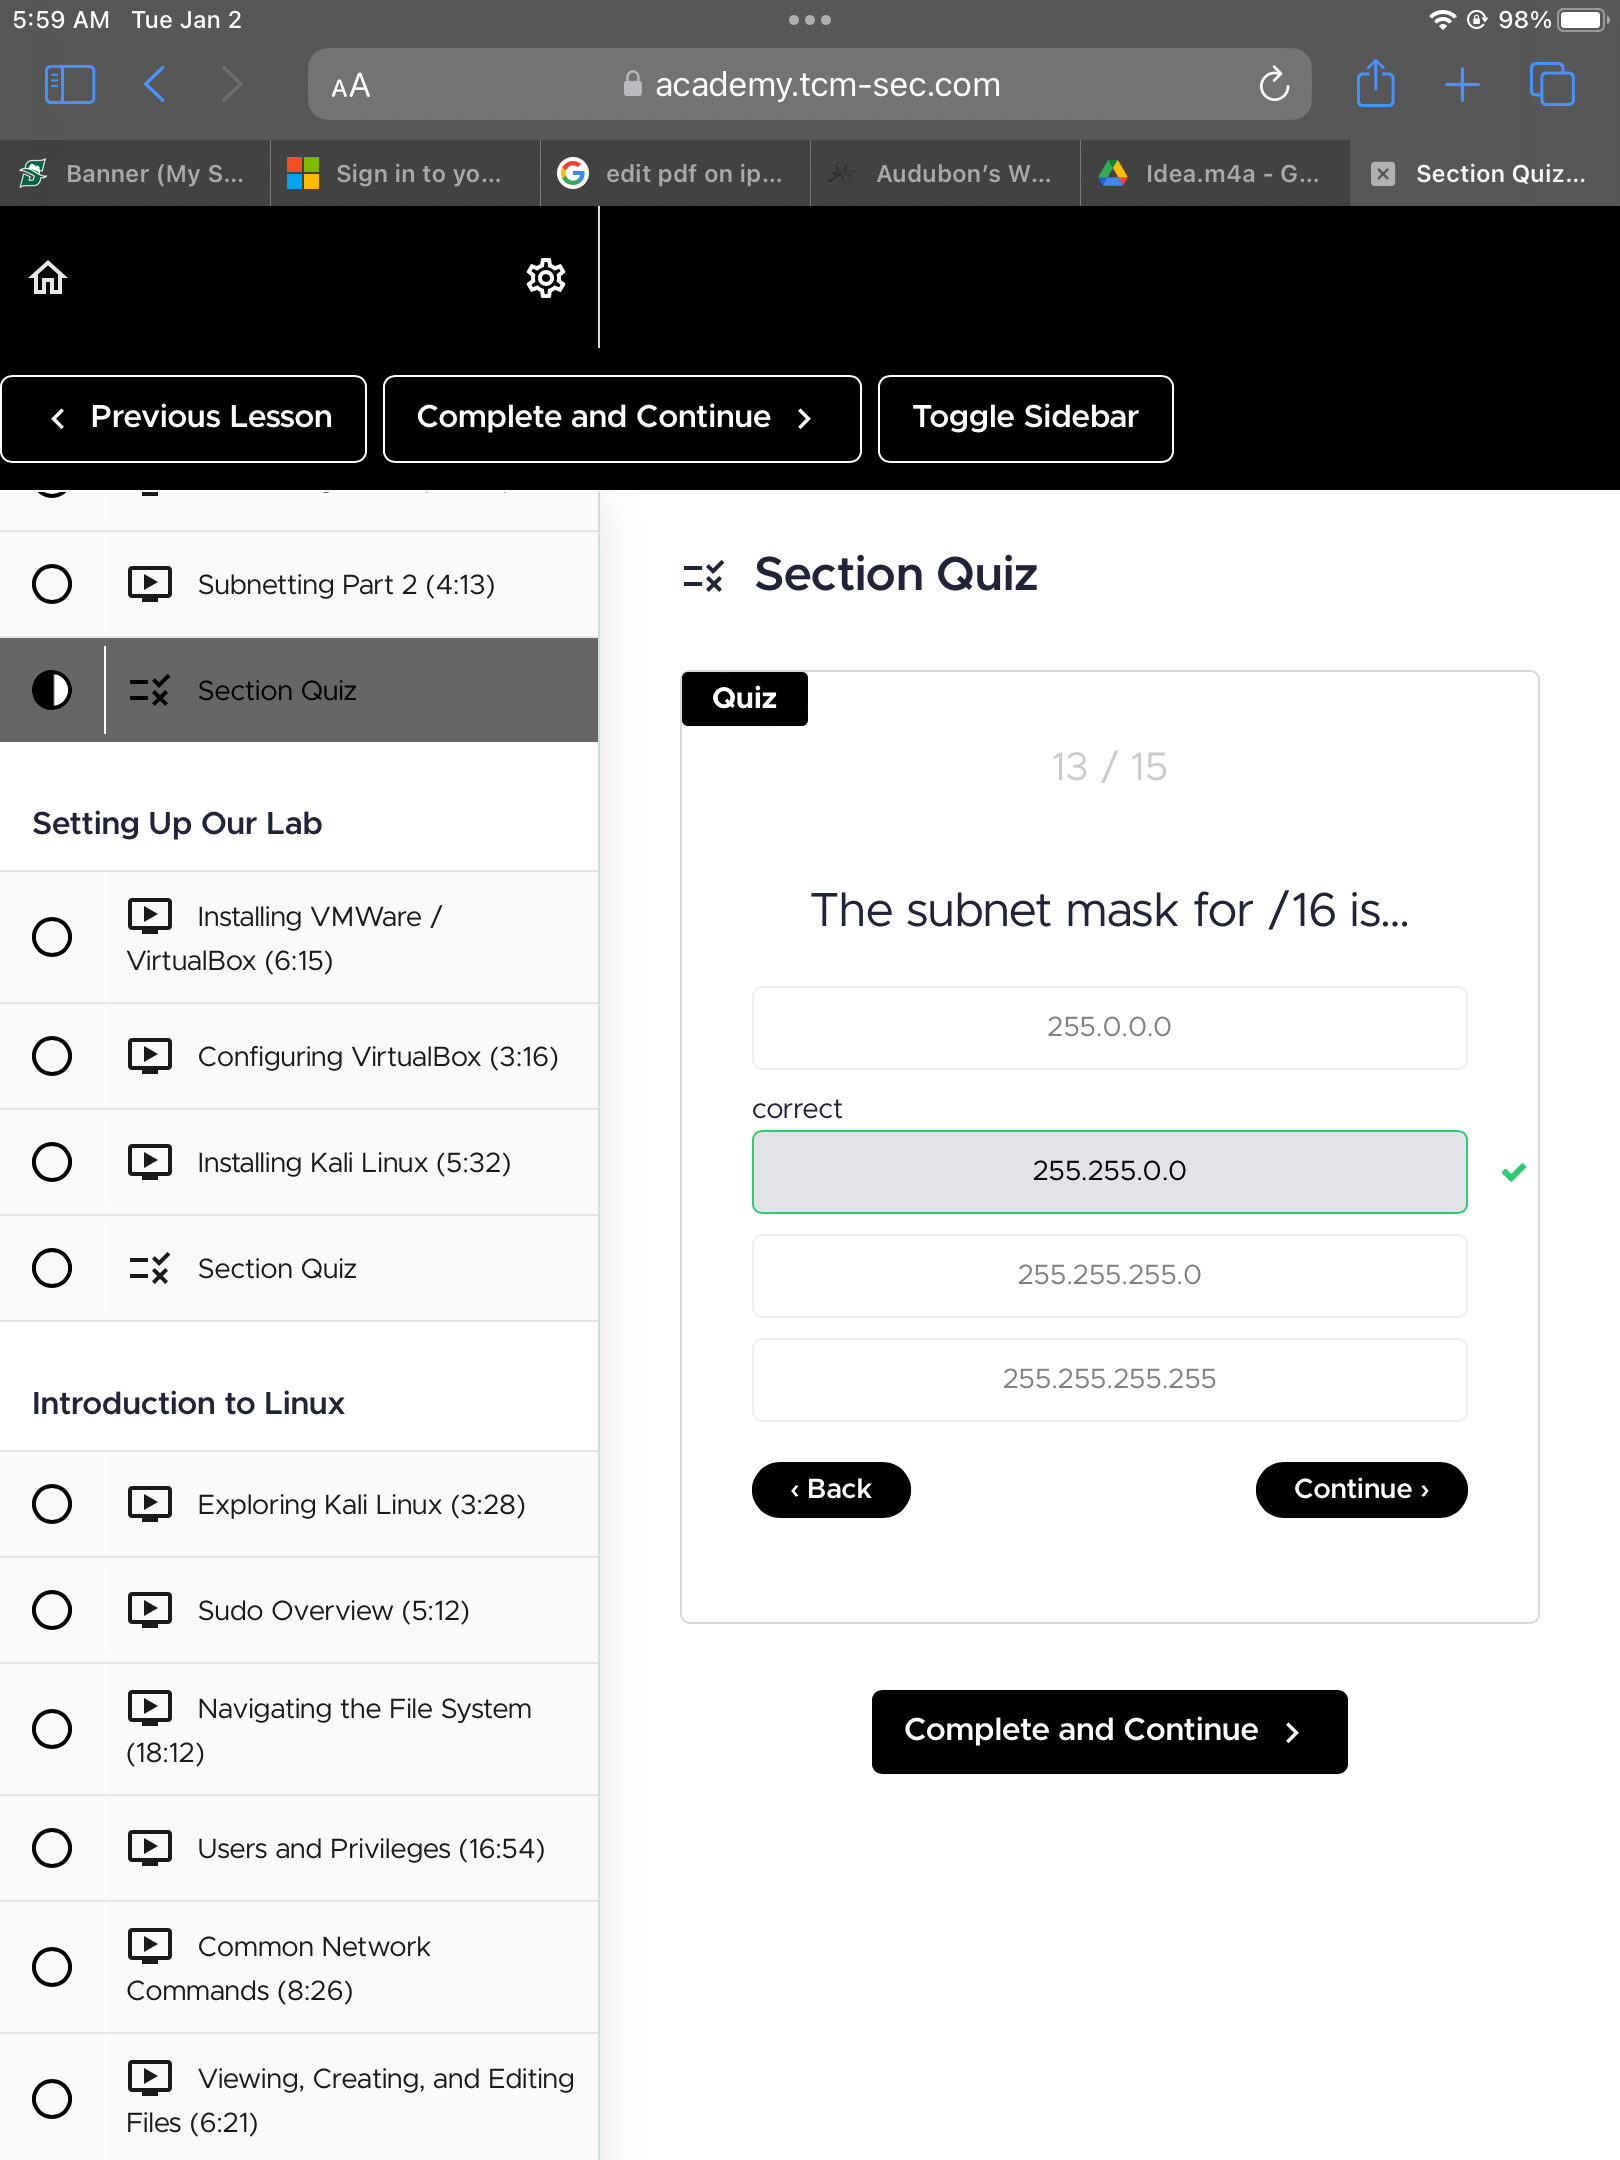 5:59 AM Tue Jan 2
98%
AA
academy.tcm-sec.com
Banner (My S...
Sign in to yo...
edit pdf on ip...
Audubon's W...
Idea.m4a - G...
Section Quiz...
Previous Lesson
Complete and Continue
Toggle Sidebar
Subnetting Part 2 (4:13)
Section Quiz
Setting Up Our Lab
Installing VMWare /
VirtualBox (6:15)
Configuring VirtualBox (3:16)
Installing Kali Linux (5:32)
Section Quiz
Introduction to Linux
Exploring Kali Linux (3:28)
Sudo Overview (5:12)
Navigating the File System
(18:12)
Users and Privileges (16:54)
Common Network
Commands (8:26)
Viewing, Creating, and Editing
Files (6:21)
Section Quiz
Quiz
13 / 15
The subnet mask for /16 is...
255.0.0.0
correct
255.255.0.0
255.255.255.0
255.255.255.255
‹ Back
Continue ›
Complete and Continue